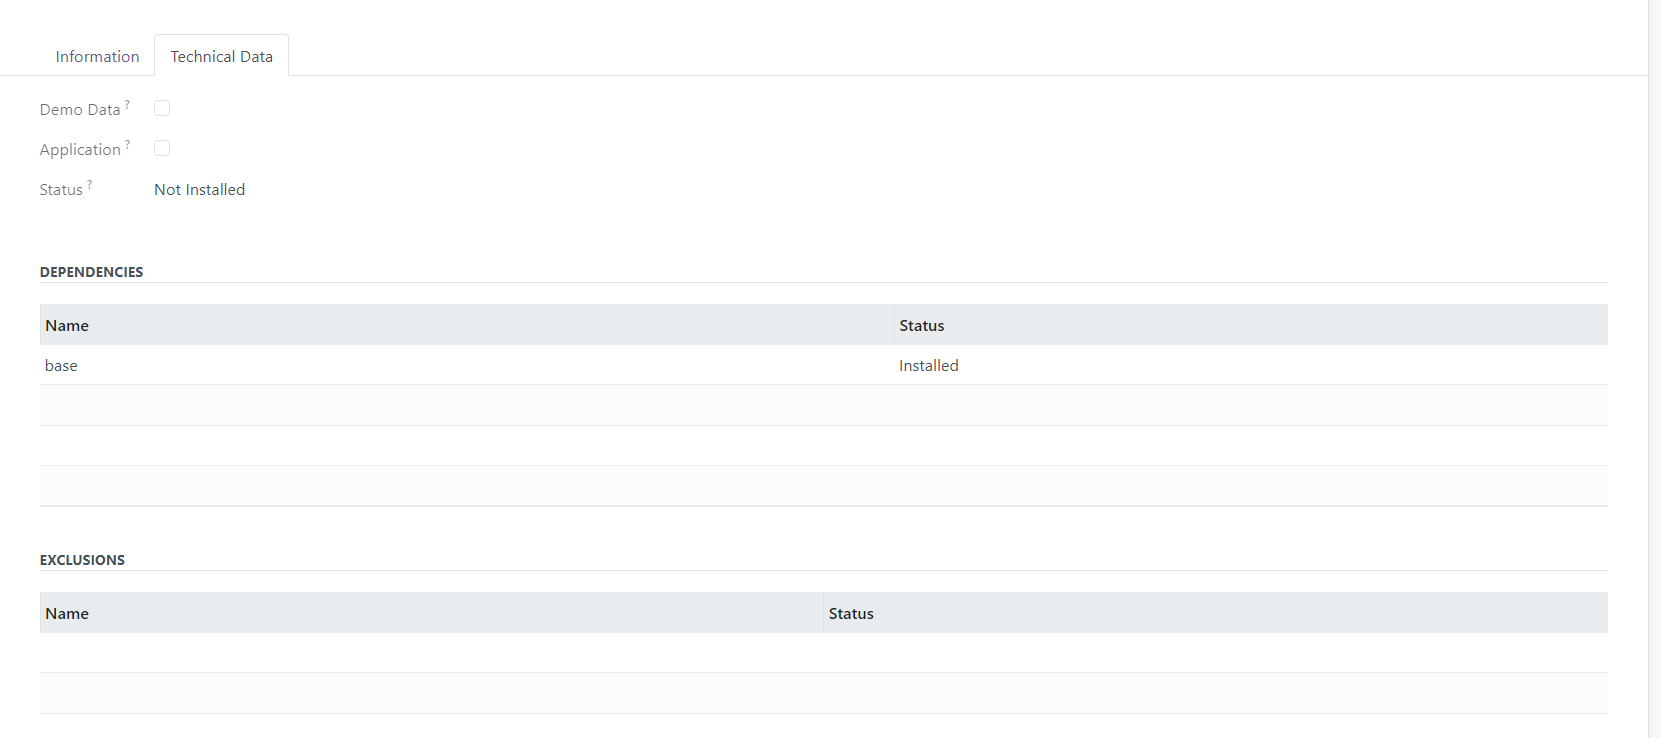 Information Technical Data
Demo Data ?
Application ?
Status ? Not Installed
DEPENDENCIES
Name Status
base Installed
EXCLUSIONS
Name Status